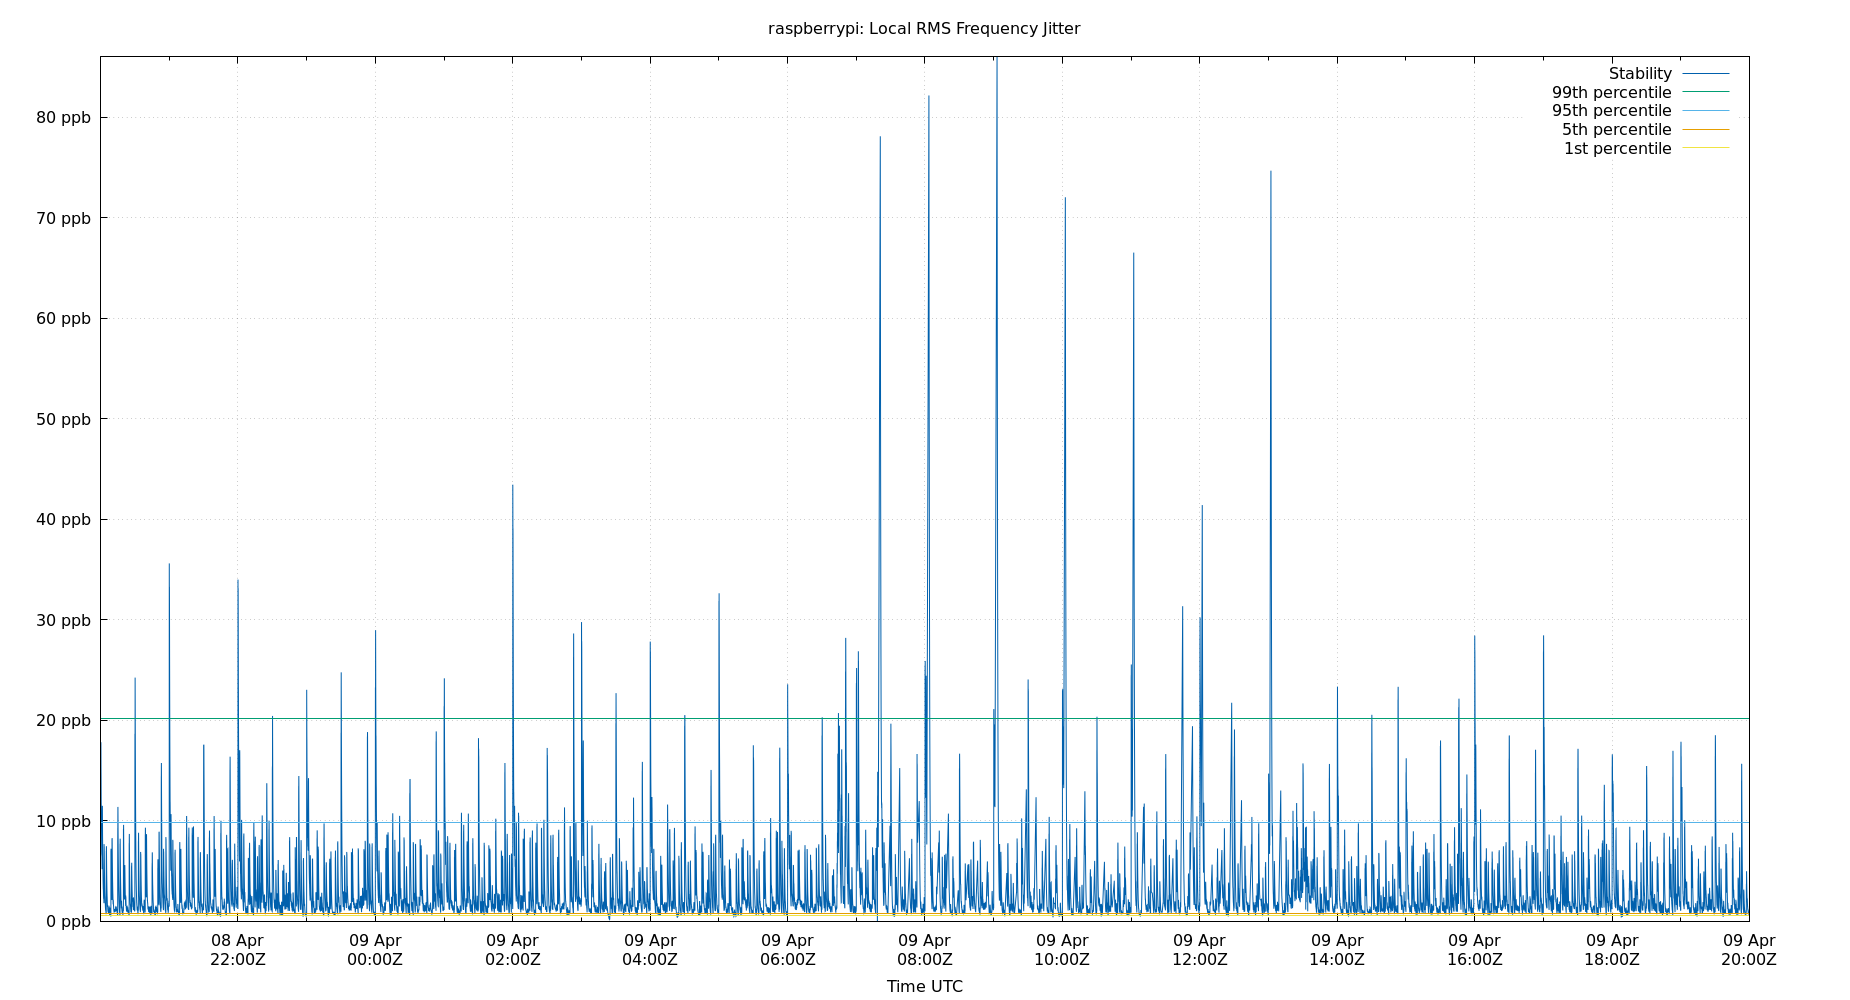 raspberrypi: Local RMS Frequency Jitter
Stability
99th percentile
95th percentile
5th percentile
1st percentile
80 ppb
70 ppb
60 ppb
50 ppb
40 ppb
30 ppb
20 ppb
10 ppb
0 ppb
08 Apr 09 Apr 09 Apr 09 Apr 09 Apr 09 Apr 09 Apr 09 Apr 09 Apr 09 Apr 09 Apr 09 Apr
22:00Z 00:00Z 02:00Z 04:00Z 06:00Z 08:00Z 10:00Z 12:00Z 14:00Z 16:00Z 18:00Z 20:00Z
Time UTC